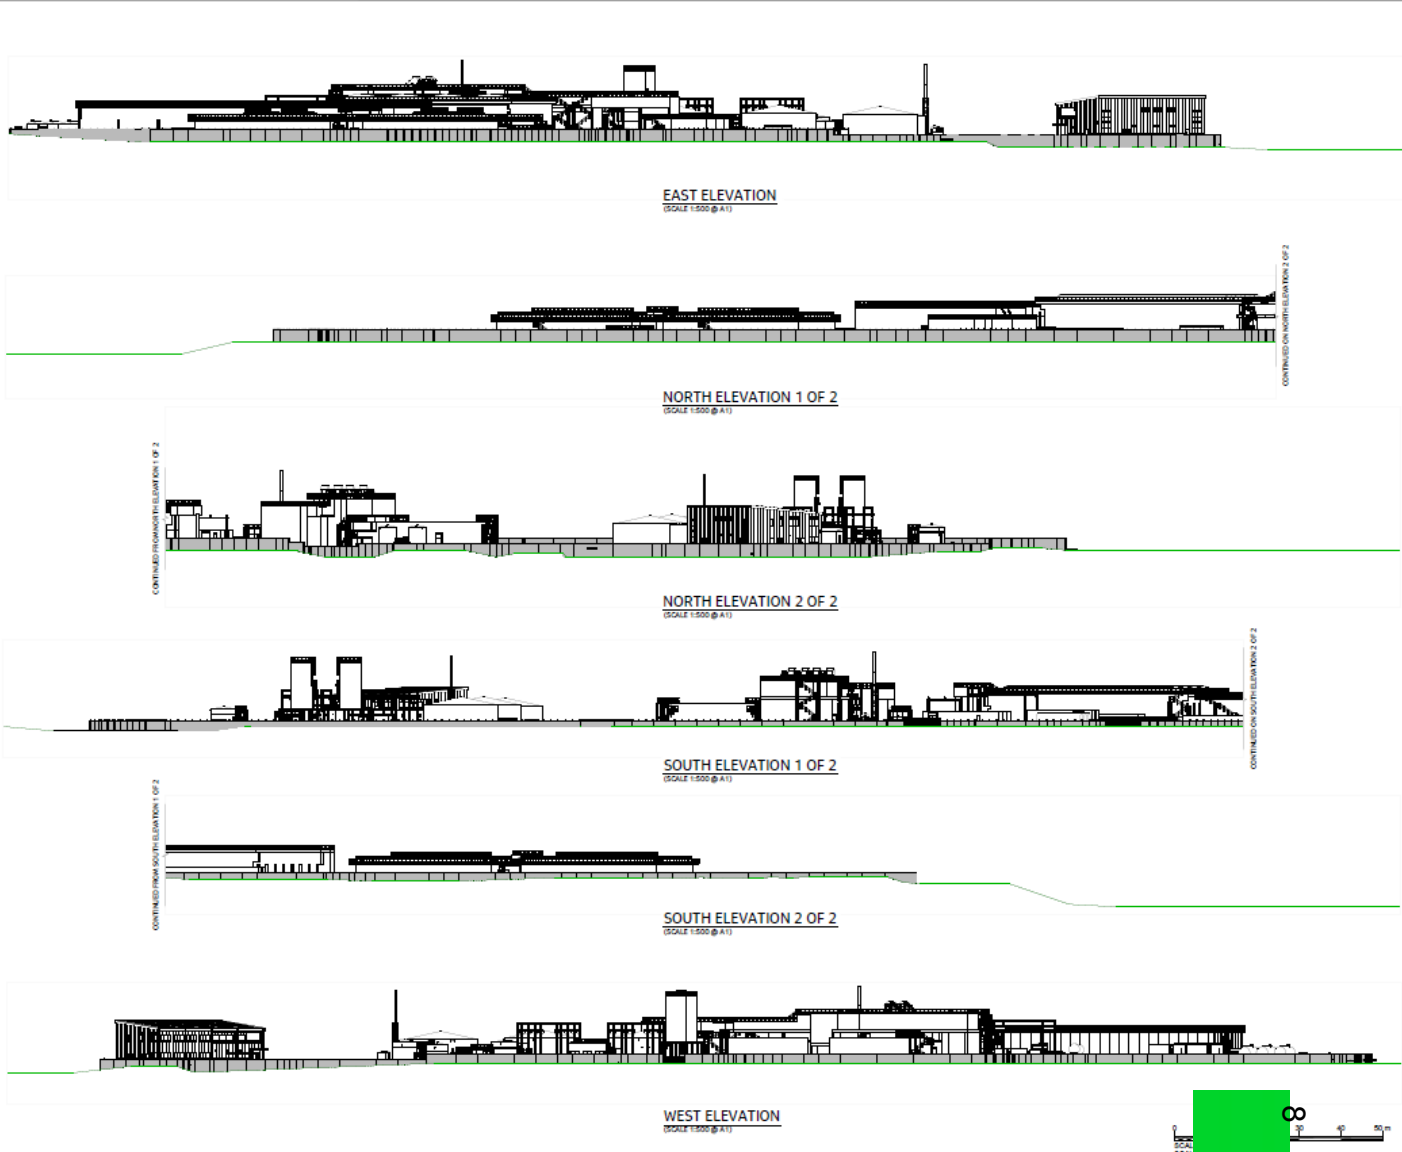 EAST ELEVATION
(SCALE 1:500 @ A1)
CONTINUED ON NORTH ELEVATION 2 OF 2
NORTH ELEVATION 1 OF 2
(SCALE 1:500 @ A1)
CONTINUED FROM NORTH ELEVATION 1 OF 2
NORTH ELEVATION 2 OF 2
(SCALE 1:500 @ A1)
CONTINUED ON SOUTH ELEVATION 2 OF 2
SOUTH ELEVATION 1 OF 2
(SCALE 1:500 @ A1)
CONTINUED FROM SOUTH ELEVATION 1 OF 2
SOUTH ELEVATION 2 OF 2
(SCALE 1:500 @ A1)
WEST ELEVATION
(SCALE 1:500 @ A1)
8
0 30 40 50 m